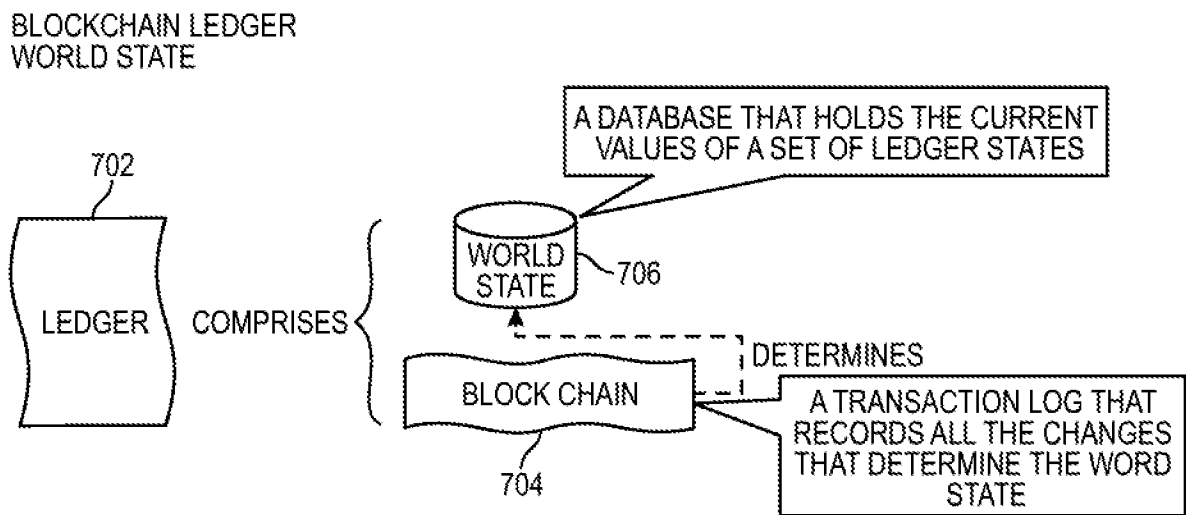 BLOCKCHAIN LEDGER
WORLD STATE
A DATABASE THAT HOLDS THE CURRENT
VALUES OF A SET OF LEDGER STATES
702
WORLD
STATE
706
LEDGER
COMPRISES
DETERMINES
BLOCK CHAIN
704
A TRANSACTION LOG THAT
RECORDS ALL THE CHANGES
THAT DETERMINE THE WORD
STATE